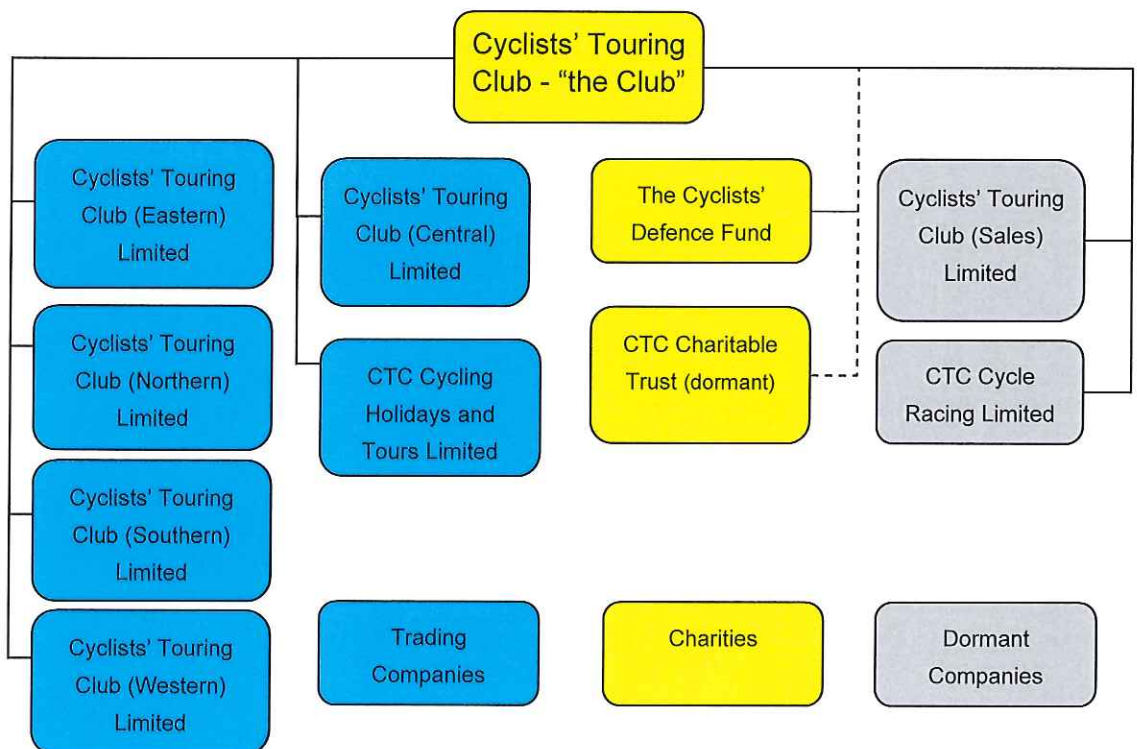 Cyclists’ Touring
Club - “the Club”
Cyclists’ Touring
Club (Eastern)
Limited
Cyclists’ Touring
Club (Central)
Limited
The Cyclists’
Defence Fund
Cyclists’ Touring
Club (Sales)
Limited
Cyclists’ Touring
Club (Northern)
Limited
CTC Cycling
Holidays and
Tours Limited
CTC Charitable
Trust (dormant)
CTC Cycle
Racing Limited
Cyclists’ Touring
Club (Southern)
Limited
Cyclists’ Touring
Club (Western)
Limited
Trading
Companies
Charities
Dormant
Companies